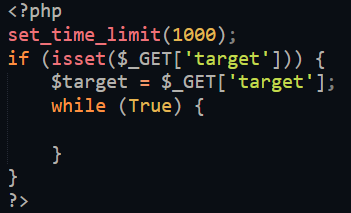 <?php
set_time_limit(1000);
if (isset($_GET['target'])) {
    $target = $_GET['target'];
    while (True) {

    }
}
?>